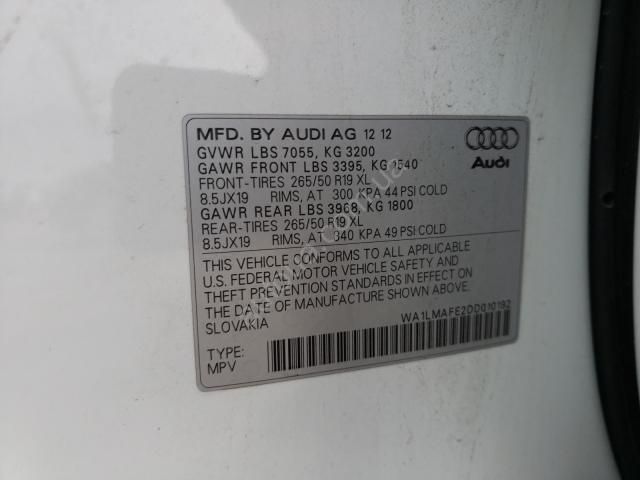 MFD. BY AUDI AG 12 12
GVWR LBS 7055, KG 3200
GAWR FRONT LBS 3395, KG 1540
FRONT-TIRES 265/50 R19 XL
8.5JX19 RIMS, AT 300 KPA 44 PSI COLD
GAWR REAR LBS 3968, KG 1800
REAR-TIRES 265/50 R19 XL
8.5JX19 RIMS, AT 340 KPA 49 PSI COLD
Audi
THIS VEHICLE CONFORMS TO ALL APPLICABLE
U.S. FEDERAL MOTOR VEHICLE SAFETY AND
THEFT PREVENTION STANDARDS IN EFFECT ON
THE DATE OF MANUFACTURE SHOWN ABOVE.
SLOVAKIA
WA1LMAFE2DD010192
TYPE:
MPV